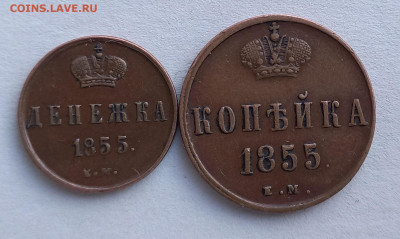 COINS.LAVE.RU
ДЕНЕЖКА
1855.
Е.М.
КОПѢЙКА
1855.
Е.М.